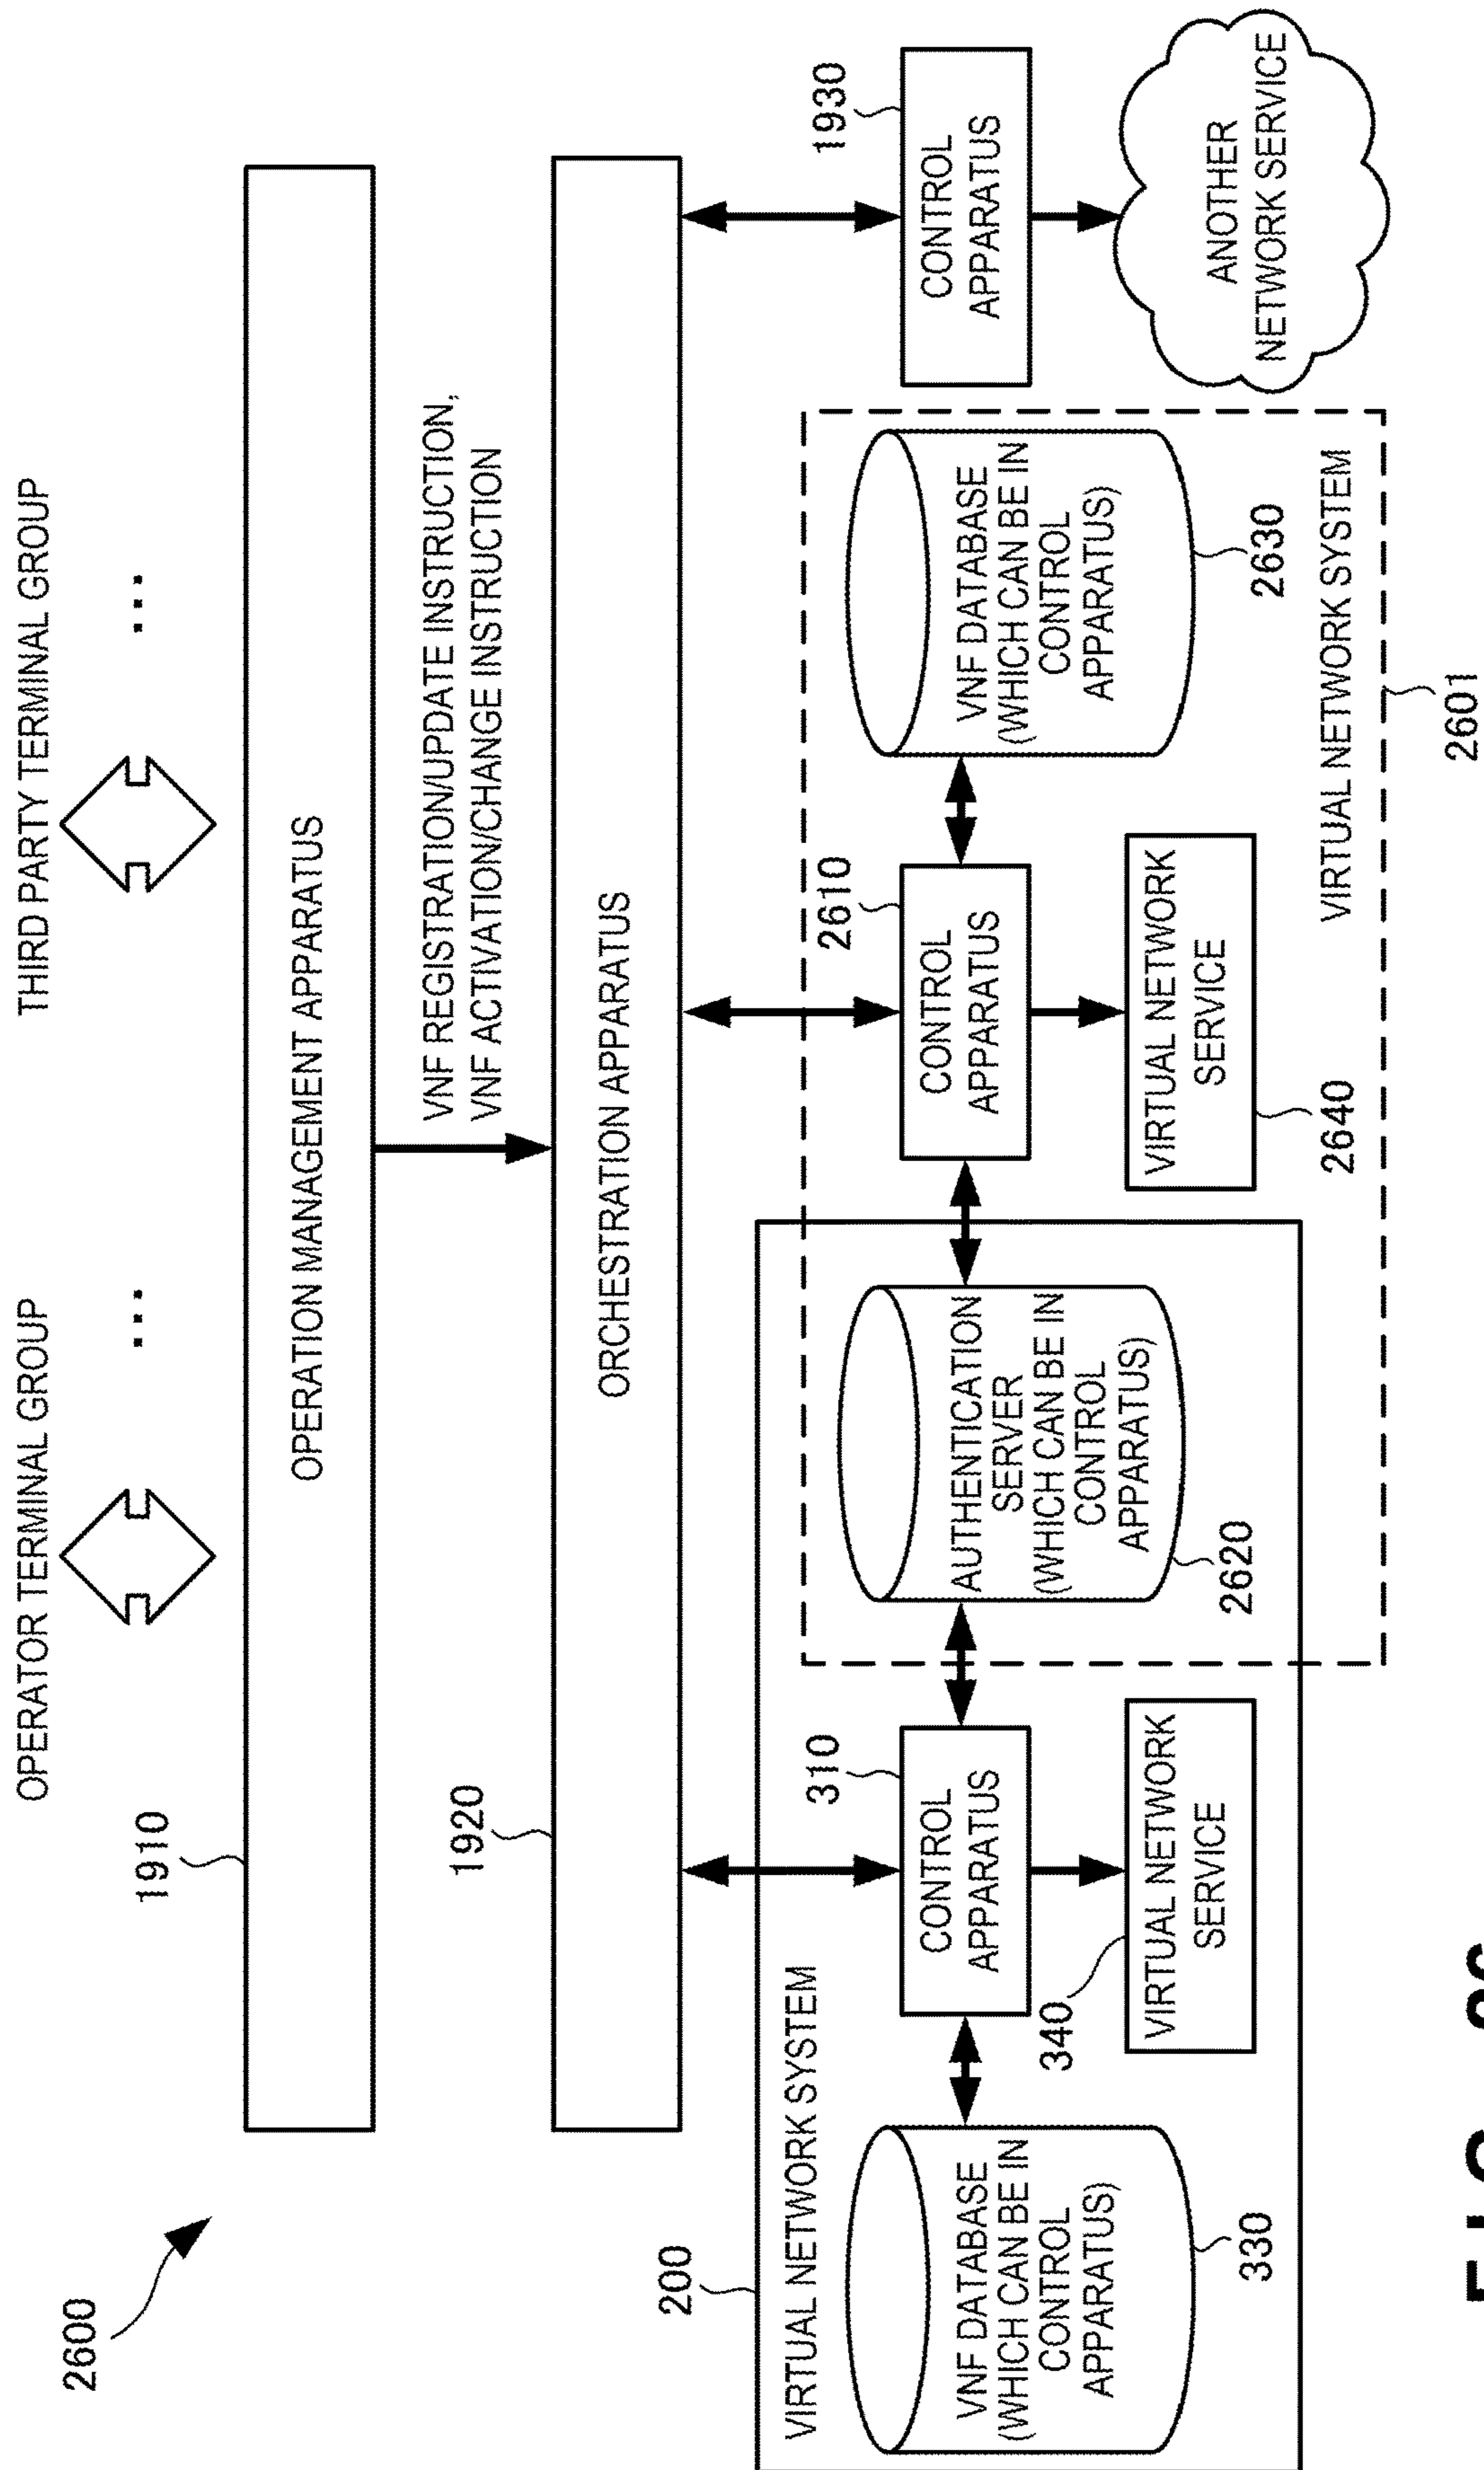 2600
OPERATOR TERMINAL GROUP
...
THIRD PARTY TERMINAL GROUP
...
1910
OPERATION MANAGEMENT APPARATUS
VNF REGISTRATION/UPDATE INSTRUCTION,
VNF ACTIVATION/CHANGE INSTRUCTION
1920
ORCHESTRATION APPARATUS
200
VIRTUAL NETWORK SYSTEM
VNF DATABASE
(WHICH CAN BE IN
CONTROL
APPARATUS)
330
310
CONTROL
APPARATUS
340
VIRTUAL NETWORK
SERVICE
AUTHENTICATION
SERVER
(WHICH CAN BE IN
CONTROL
APPARATUS)
2620
2610
CONTROL
APPARATUS
VIRTUAL NETWORK
SERVICE
2640
VNF DATABASE
(WHICH CAN BE IN
CONTROL
APPARATUS)
2630
VIRTUAL NETWORK SYSTEM
2601
1930
CONTROL
APPARATUS
ANOTHER
NETWORK SERVICE